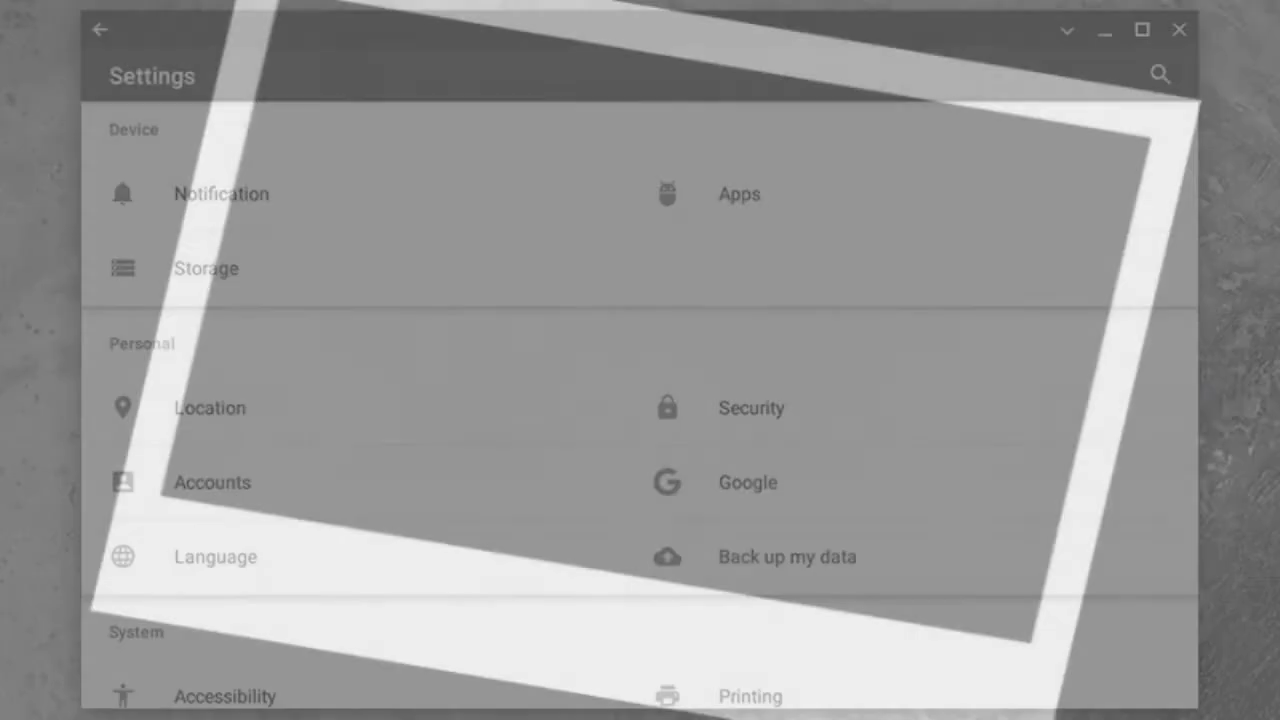 Settings
Device
Notification
Apps
Storage
Personal
Location
Security
Accounts
Google
Language
Back up my data
System
Accessibility
Printing